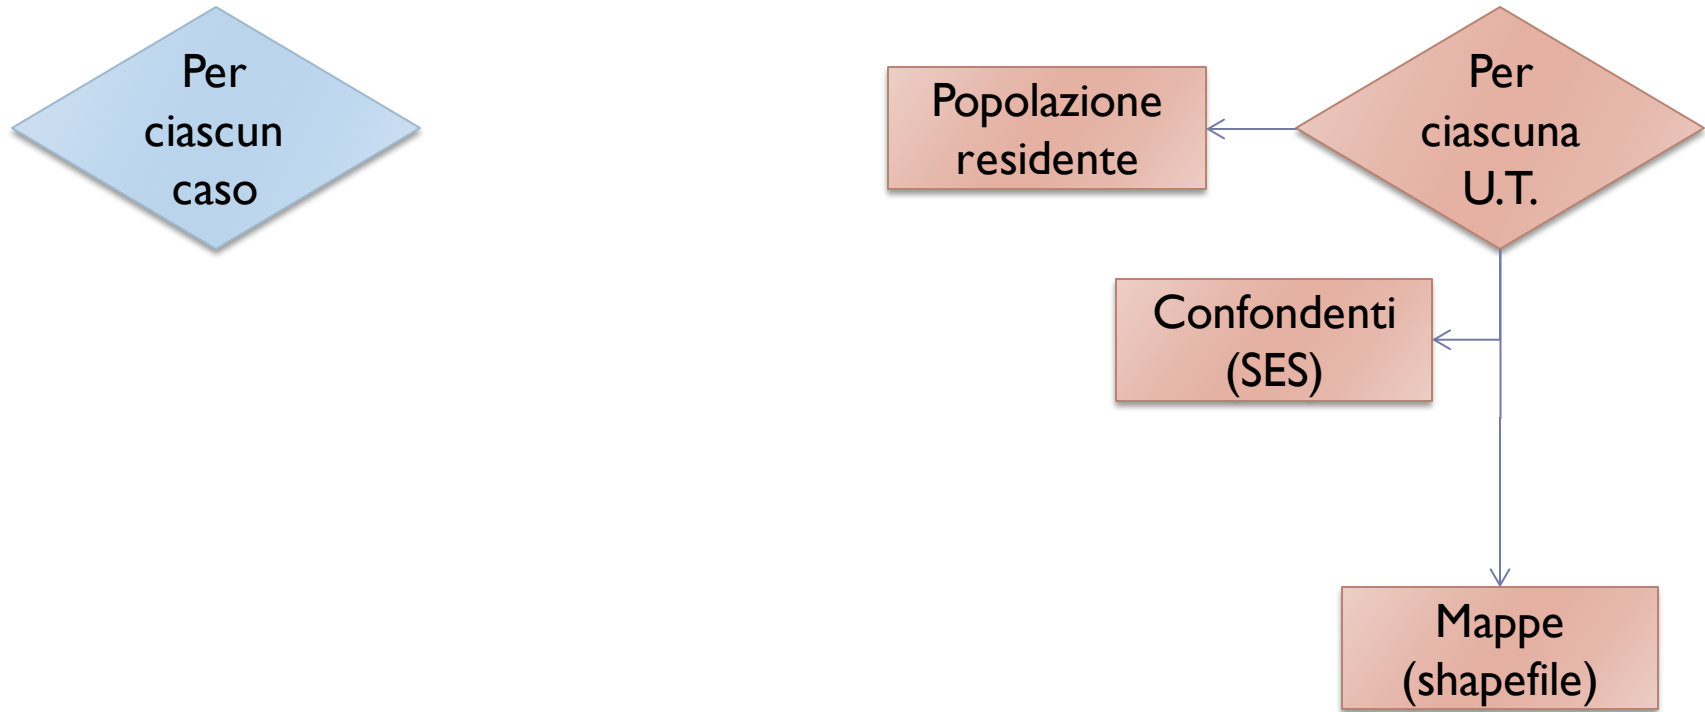 Per
ciascun
caso
Popolazione
residente
Per
ciascuna
U.T.
Confondenti
(SES)
Mappe
(shapefile)